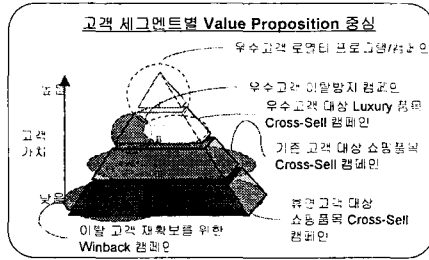 고객 세그멘트별 Value Proposition 중심
우수고객 로열티 프로그램/캠페인
높음
우수고객 이탈방지 캠페인
우수고객 대상 Luxury 품목
Cross-Sell 캠페인
고객
가치
기존 고객 대상 쇼핑품목
Cross-Sell 캠페인
낮음
휴면고객 대상
쇼핑품목 Cross-Sell
캠페인
이탈 고객 재확보를 위한
Winback 캠페인